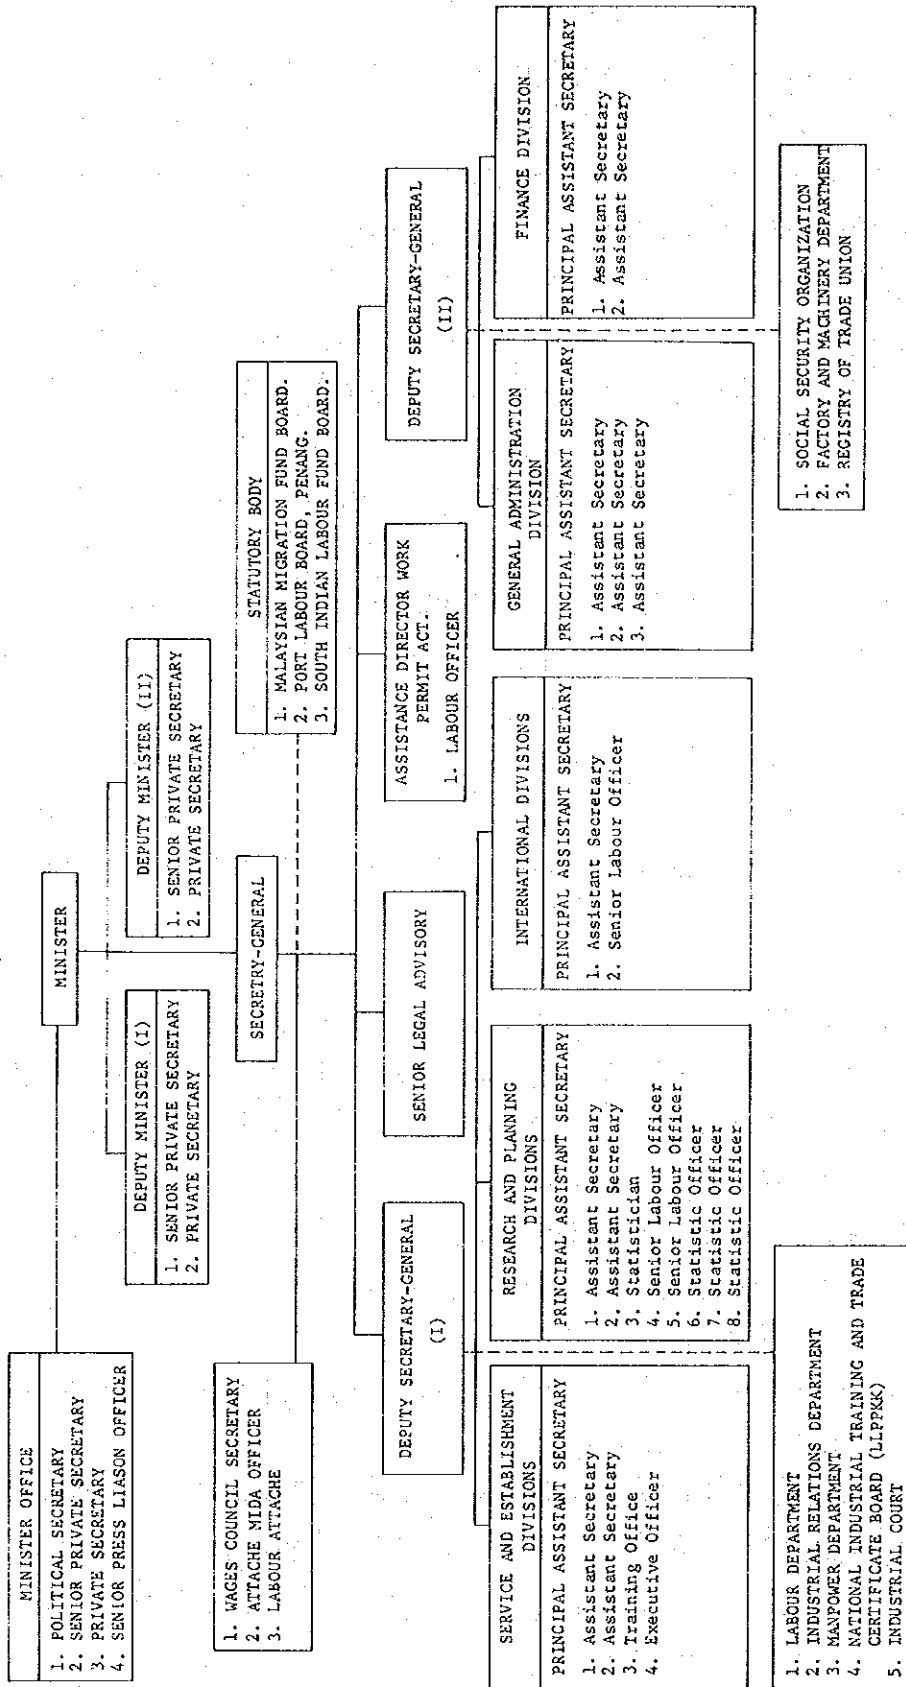 MINISTER OFFICE
1. POLITICAL SECRETARY
2. SENIOR PRIVATE SECRETARY
3. PRIVATE SECRETARY
4. SENIOR PRESS LIASON OFFICER
MINISTER
DEPUTY MINISTER (I)
1. SENIOR PRIVATE SECRETARY
2. PRIVATE SECRETARY
DEPUTY MINISTER (II)
1. SENIOR PRIVATE SECRETARY
2. PRIVATE SECRETARY
1. WAGES COUNCIL SECRETARY
2. ATTACHE MIDA OFFICER
3. LABOUR ATTACHE
SECRETRY-GENERAL
STATUTORY BODY
1. MALAYSIAN MIGRATION FUND BOARD.
2. PORT LABOUR BOARD, PENANG.
3. SOUTH INDIAN LABOUR FUND BOARD.
DEPUTY SECRETARY-GENERAL
(I)
SENIOR LEGAL ADVISORY
ASSISTANCE DIRECTOR WORK
PERMIT ACT.
1. LABOUR OFFICER
DEPUTY SECRETARY-GENERAL
(II)
SERVICE AND ESTABLISHMENT
DIVISIONS
PRINCIPAL ASSISTANT SECRETARY
1. Assistant Secretary
2. Assistant Secretary
3. Training Office
4. Executive Officer
RESEARCH AND PLANNING
DIVISIONS
PRINCIPAL ASSISTANT SECRETARY
1. Assistant Secretary
2. Assistant Secretary
3. Statistician
4. Senior Labour Officer
5. Senior Labour Officer
6. Statistic Officer
7. Statistic Officer
8. Statistic Officer
INTERNATIONAL DIVISIONS
PRINCIPAL ASSISTANT SECRETARY
1. Assistant Secretary
2. Senior Labour Officer
GENERAL ADMINISTRATION
DIVISION
PRINCIPAL ASSISTANT SECRETARY
1. Assistant Secretary
2. Assistant Secretary
3. Assistant Secretary
FINANCE DIVISION
PRINCIPAL ASSISTANT SECRETARY
1. Assistant Secretary
2. Assistant Secretary
1. LABOUR DEPARTMENT
2. INDUSTRIAL RELATIONS DEPARTMENT
3. MANPOWER DEPARTMENT
4. NATIONAL INDUSTRIAL TRAINING AND TRADE
CERTIFICATE BOARD (LLPPKK)
5. INDUSTRIAL COURT
1. SOCIAL SECURITY ORGANIZATION
2. FACTORY AND MACHINERY DEPARTMENT
3. REGISTRY OF TRADE UNION